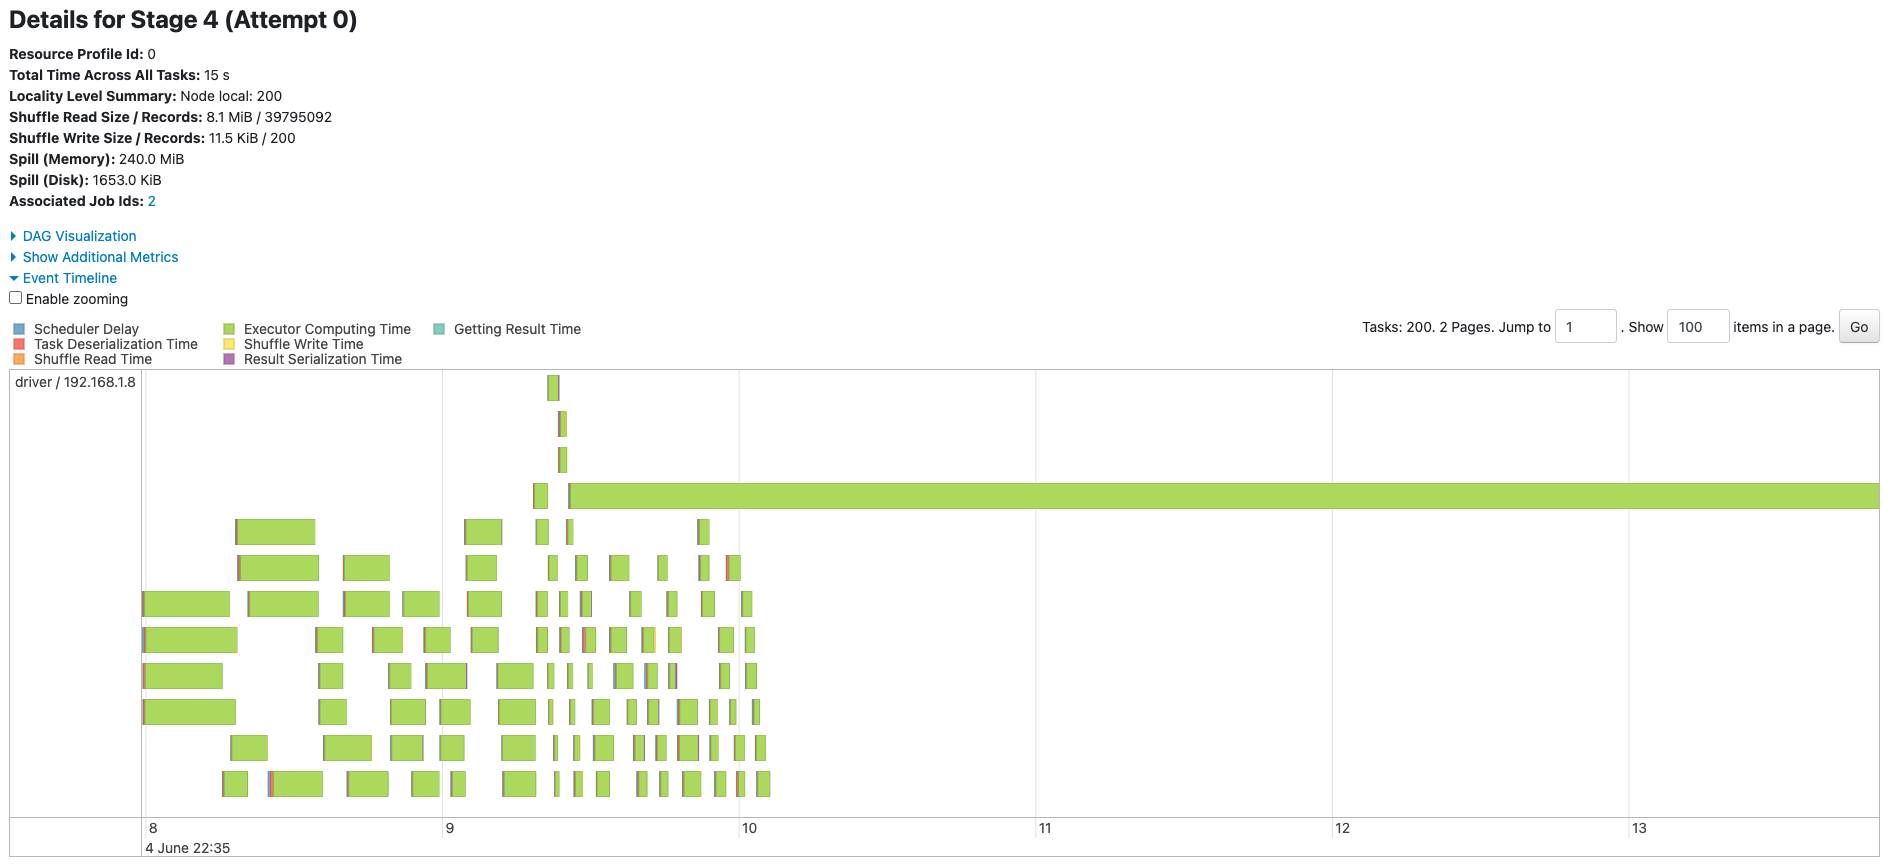 Details for Stage 4 (Attempt 0)
Resource Profile Id: 0
Total Time Across All Tasks: 15 s
Locality Level Summary: Node local: 200
Shuffle Read Size / Records: 8.1 MiB / 39795092
Shuffle Write Size / Records: 11.5 KiB / 200
Spill (Memory): 240.0 MiB
Spill (Disk): 1653.0 KiB
Associated Job Ids: 2
DAG Visualization
Show Additional Metrics
Event Timeline
Enable zooming
Scheduler Delay
Task Deserialization Time
Shuffle Read Time
Executor Computing Time
Shuffle Write Time
Result Serialization Time
Getting Result Time
Tasks: 200. 2 Pages. Jump to 1 . Show 100 items in a page. Go
driver / 192.168.1.8
8 9 10 11 12 13
4 June 22:35